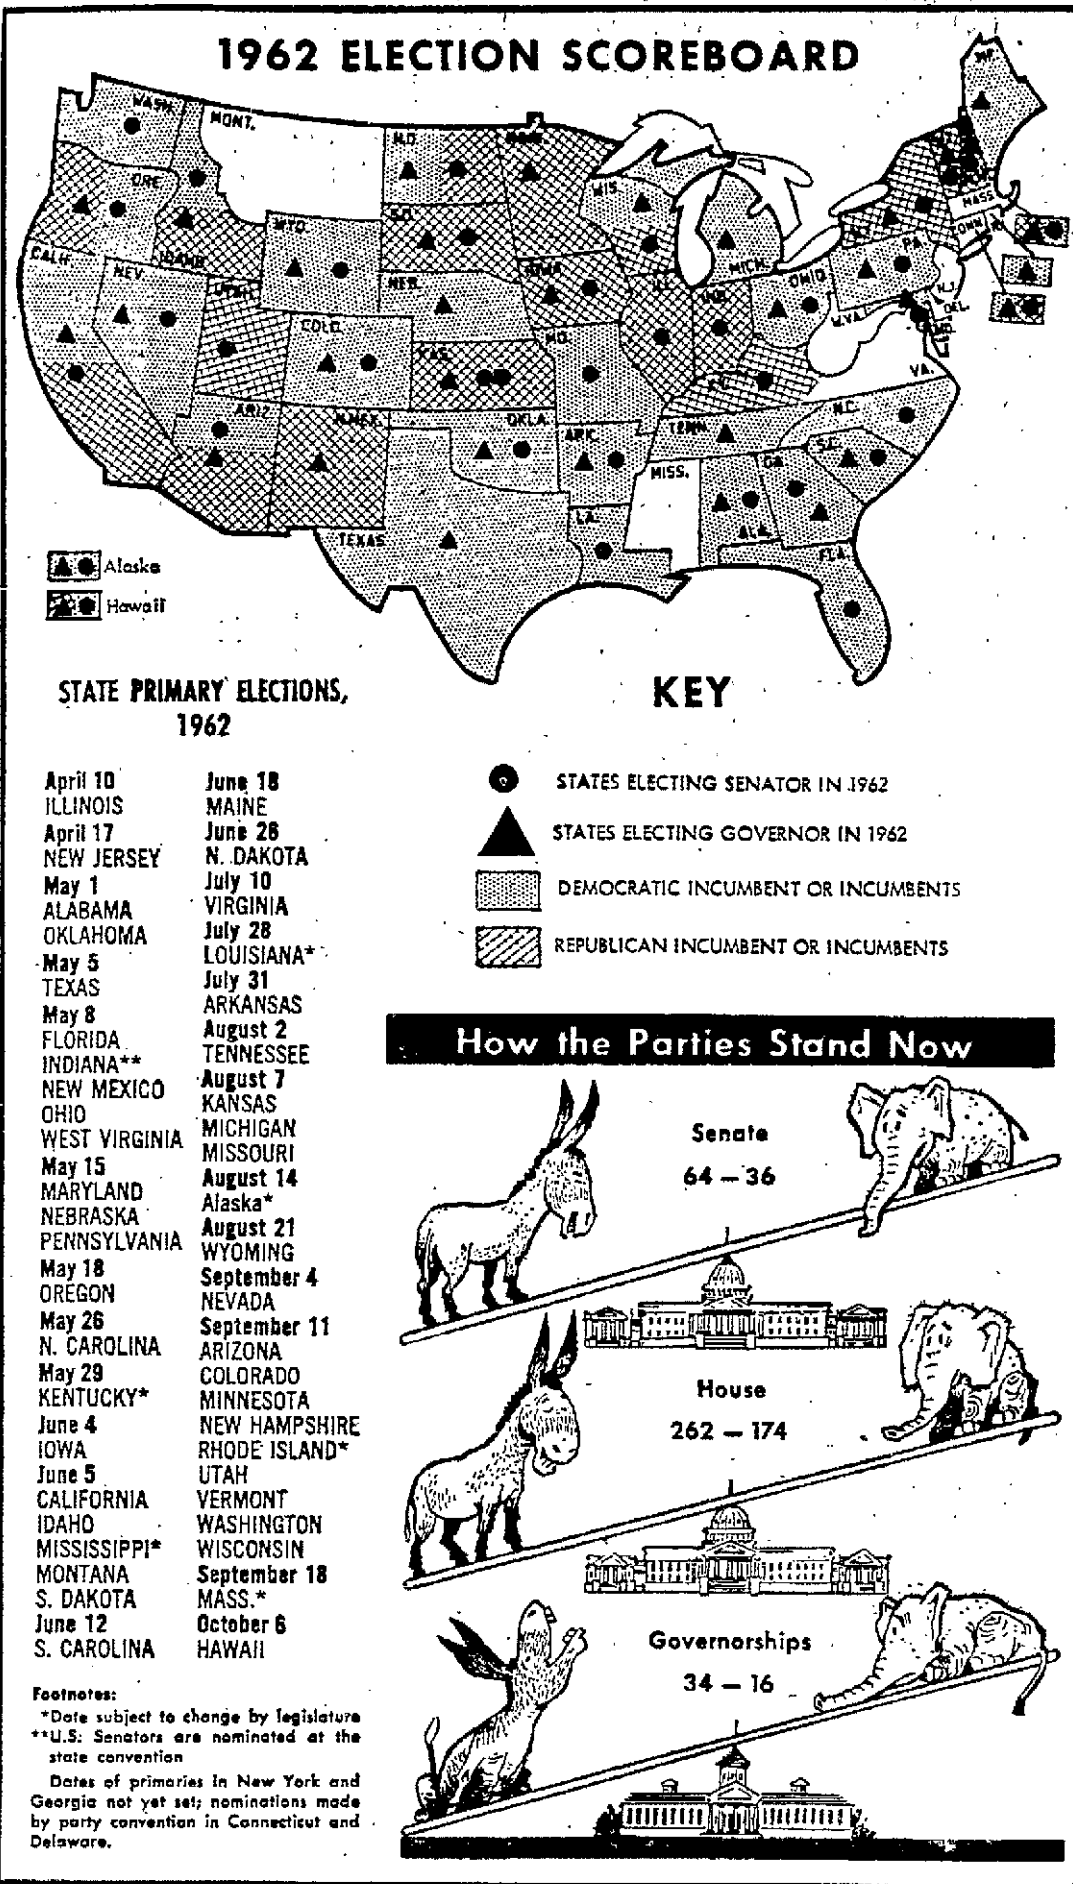 1962 ELECTION SCOREBOARD
WASH.
MONT.
N.D.
ORE.
WIS.
S.D.
WYO.
IDAHO
MICH.
MASS.
CONN.
PA.
CALIF.
NEV.
UTAH
NEB.
IOWA
ILL.
IND.
OHIO
N.J.
DEL.
MD.
W.VA.
COLO.
KAS.
MO.
KY.
VA.
ARIZ.
N.MEX.
OKLA.
ARK.
TENN.
N.C.
S.C.
MISS.
GA.
ALA.
TEXAS
LA.
FLA.
Alaska
Hawaii
STATE PRIMARY ELECTIONS,
1962
April 10
ILLINOIS
April 17
NEW JERSEY
May 1
ALABAMA
OKLAHOMA
May 5
TEXAS
May 8
FLORIDA
INDIANA**
NEW MEXICO
OHIO
WEST VIRGINIA
May 15
MARYLAND
NEBRASKA
PENNSYLVANIA
May 18
OREGON
May 26
N. CAROLINA
May 29
KENTUCKY*
June 4
IOWA
June 5
CALIFORNIA
IDAHO
MISSISSIPPI*
MONTANA
S. DAKOTA
June 12
S. CAROLINA
June 18
MAINE
June 26
N. DAKOTA
July 10
VIRGINIA
July 28
LOUISIANA*
July 31
ARKANSAS
August 2
TENNESSEE
August 7
KANSAS
MICHIGAN
MISSOURI
August 14
Alaska*
August 21
WYOMING
September 4
NEVADA
September 11
ARIZONA
COLORADO
MINNESOTA
NEW HAMPSHIRE
RHODE ISLAND*
UTAH
VERMONT
WASHINGTON
WISCONSIN
September 18
MASS.*
October 6
HAWAII
Footnotes:
*Date subject to change by legislature
**U.S: Senators are nominated at the
state convention
Dates of primaries in New York and
Georgia not yet set; nominations made
by party convention in Connecticut and
Delaware.
KEY
STATES ELECTING SENATOR IN 1962
STATES ELECTING GOVERNOR IN 1962
DEMOCRATIC INCUMBENT OR INCUMBENTS
REPUBLICAN INCUMBENT OR INCUMBENTS
How the Parties Stand Now
Senate
64 – 36
House
262 – 174
Governorships
34 – 16